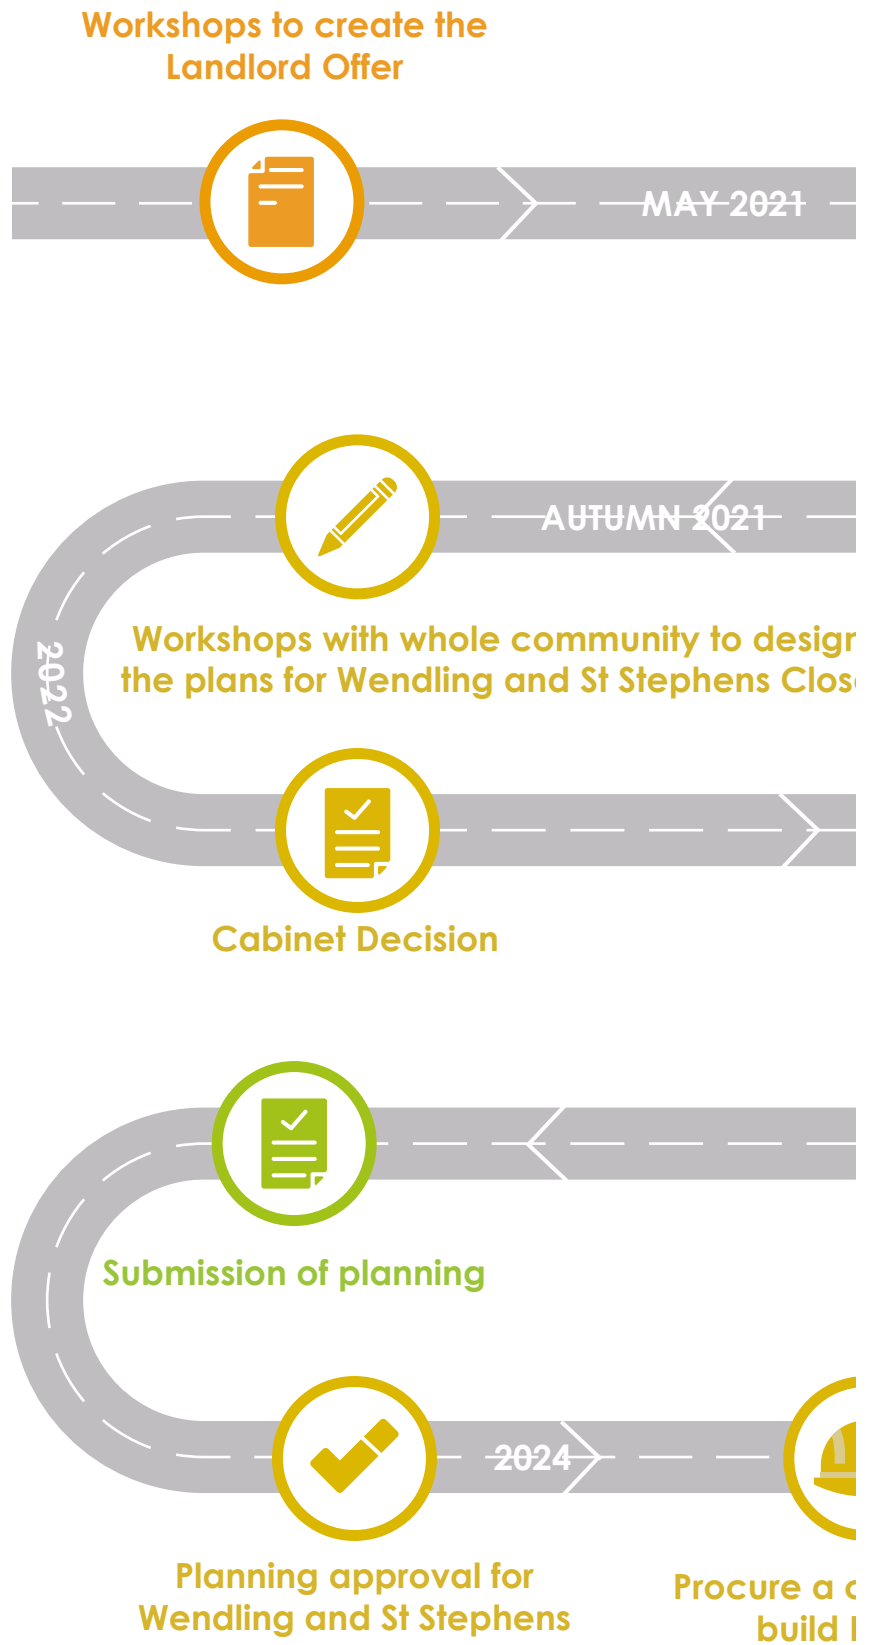 Workshops to create the
Landlord Offer
MAY 2021
AUTUMN 2021
Workshops with whole community to design
the plans for Wendling and St Stephens
2022
Cabinet Decision
Submission of planning
2024
Planning approval for
Wendling and St Stephens
Procure a
build